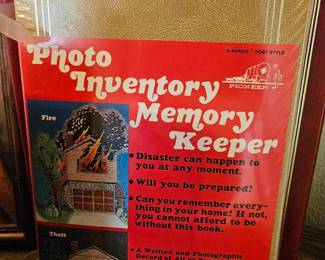 X-PANDO POST STYLE
PIONEER
Photo
Inventory
Memory
Keeper
Fire
• Disaster can happen to
you at any moment.
• Will you be prepared?
• Can you remember every-
thing in your home? If not,
you cannot afford to be
without this book.
Theft
• A Written and Photographic
Record of All of